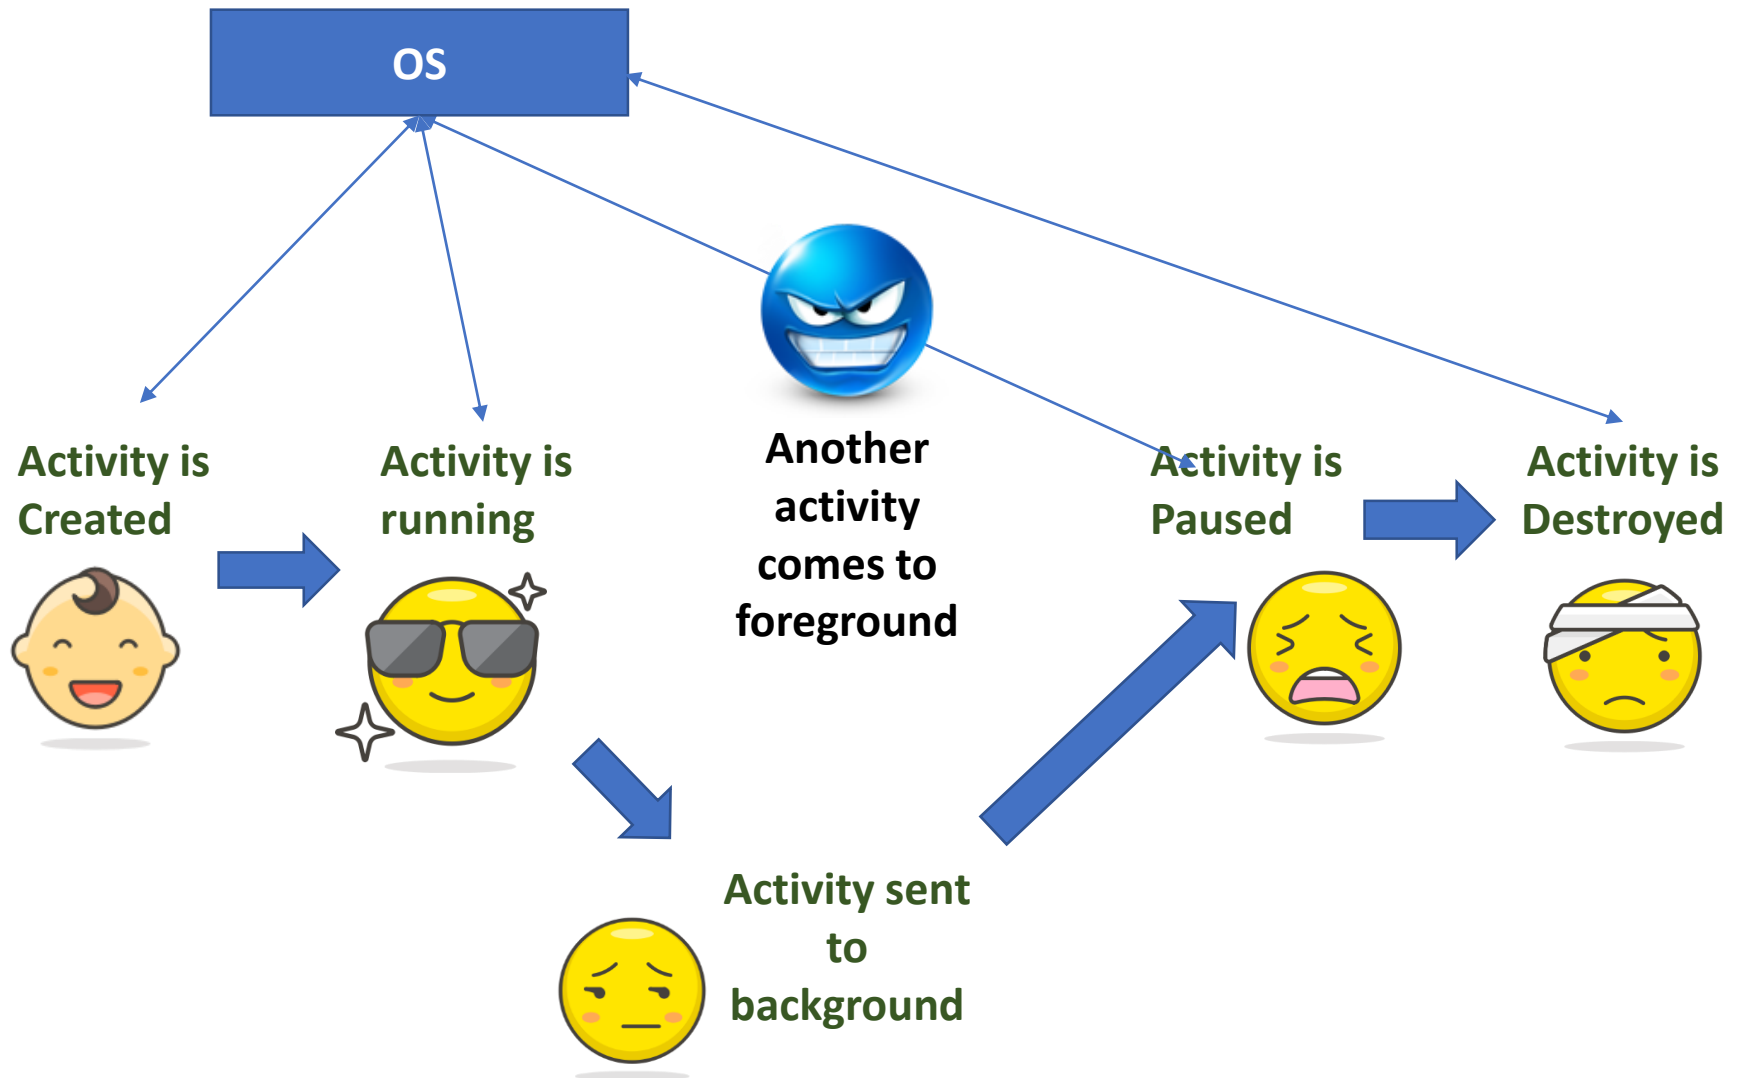 OS
Activity is
Created
Activity is
running
Another
activity
comes to
foreground
Activity is
Paused
Activity is
Destroyed
Activity sent
to
background